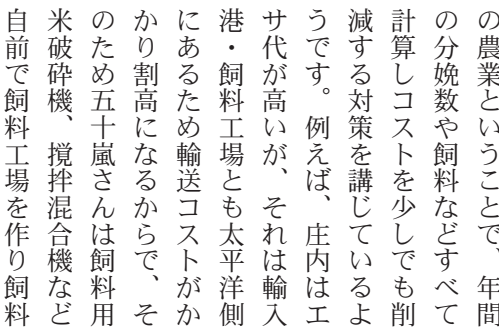 の農業ということで、年間
の分娩数や飼料などすべて
計算しコストを少しでも削
減する対策を講じているよ
うです。例えば、庄内はエ
サ代が高いが、それは輸入
港・飼料工場とも太平洋側
にあるため輸送コストがか
かり割高になるからで、そ
のため五十嵐さんは飼料用
米破砕機、撹拌混合機など
自前で飼料工場を作り飼料